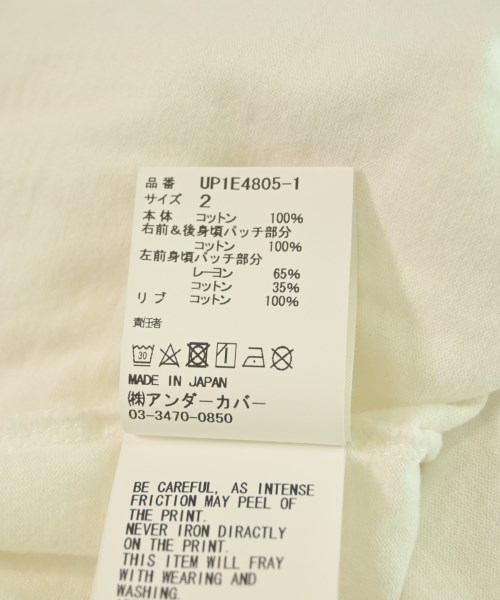 品番 UP1E4805-1
サイズ 2
本体 コットン 100%
右前&後身頃パッチ部分
コットン 100%
左前身頃パッチ部分
レーヨン 65%
コットン 35%
リブ コットン 100%
責任者
30
MADE IN JAPAN
㈱アンダーカバー
03-3470-0850
BE CAREFUL, AS INTENSE
FRICTION MAY PEEL OF
THE PRINT.
NEVER IRON DIRACTLY
ON THE PRINT.
THIS ITEM WILL FRAY
WITH WEARING AND
WASHING.